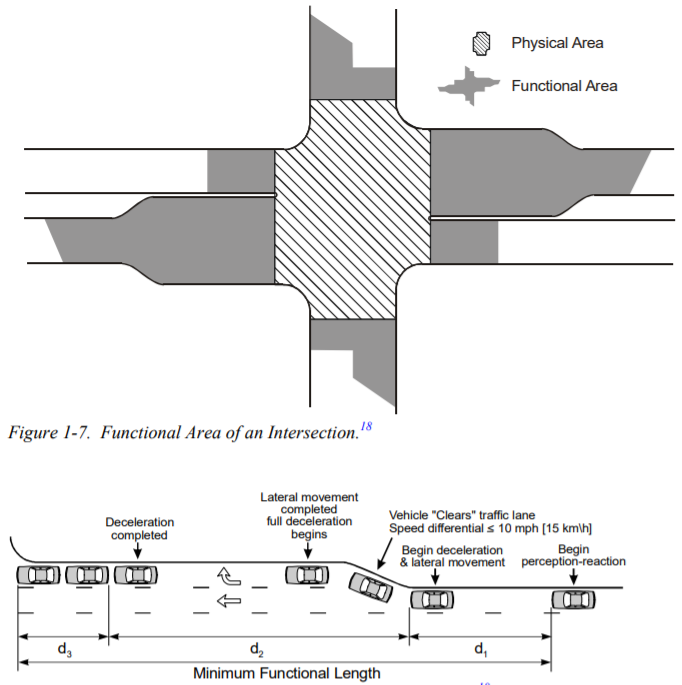 Physical Area
Functional Area
Figure 1-7. Functional Area of an Intersection.18
Lateral movement
completed
full deceleration
begins
Deceleration
completed
Vehicle "Clears" traffic lane
Speed differential ≤ 10 mph [15 km\h]
Begin deceleration
& lateral movement
Begin
perception-reaction
d3
d2
d1
Minimum Functional Length